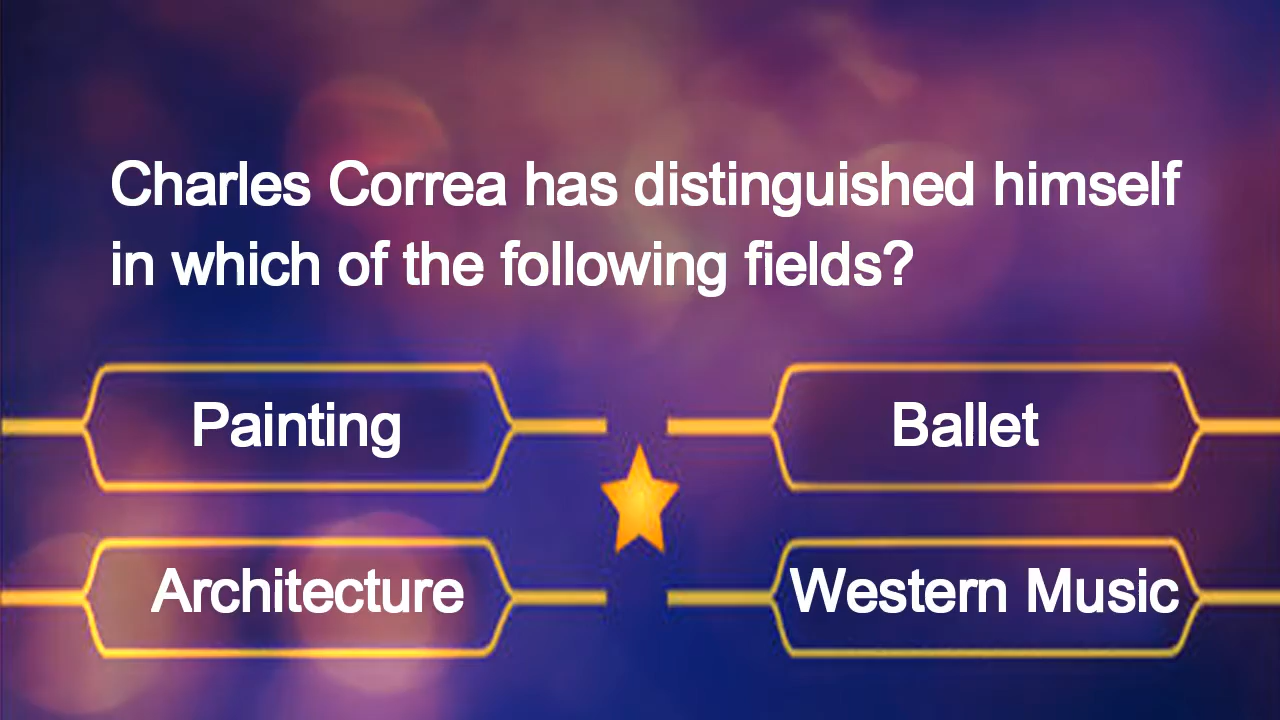 Charles Correa has distinguished himself
in which of the following fields?
Painting
Ballet
Architecture
Western Music